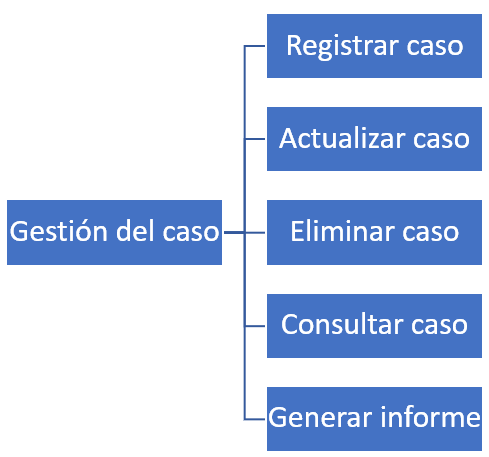 Registrar caso
Actualizar caso
Gestión del caso
Eliminar caso
Consultar caso
Generar informe